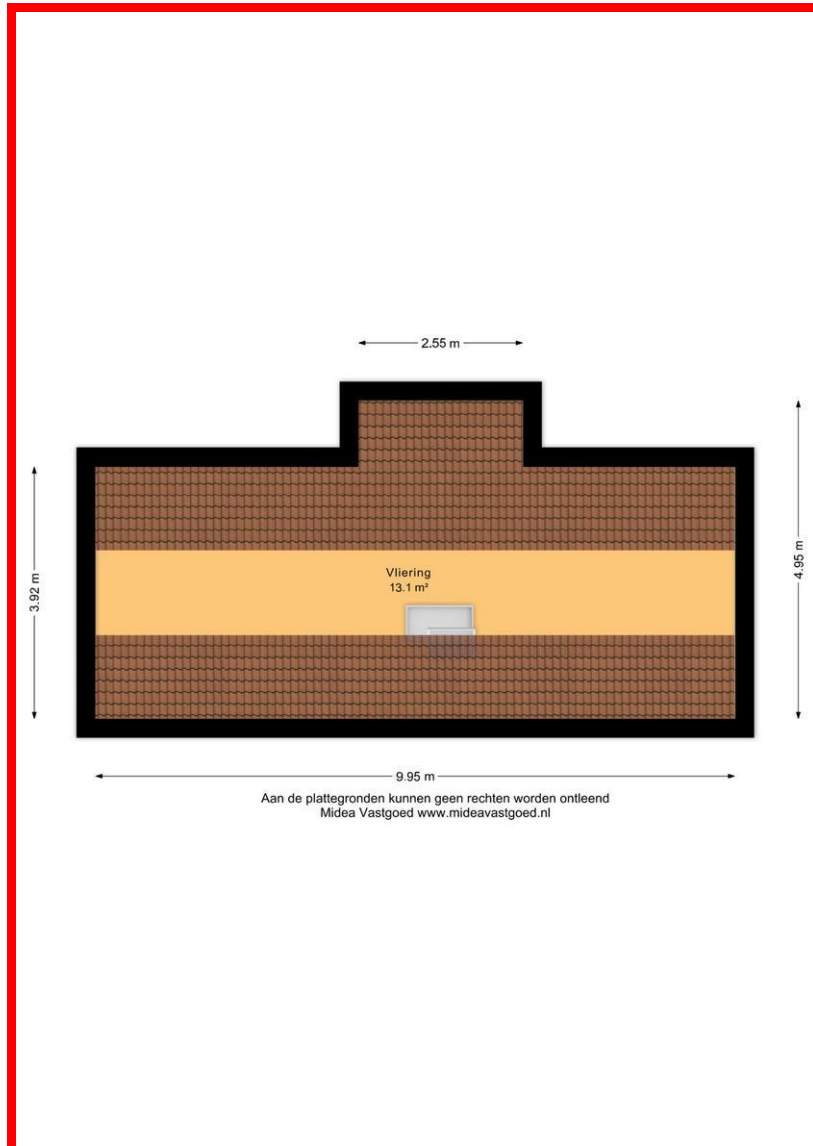 2.55 m
3.92 m
4.95 m
Vliering
13.1 m²
9.95 m
Aan de plattegronden kunnen geen rechten worden ontleend
Midea Vastgoed www.mideavastgoed.nl